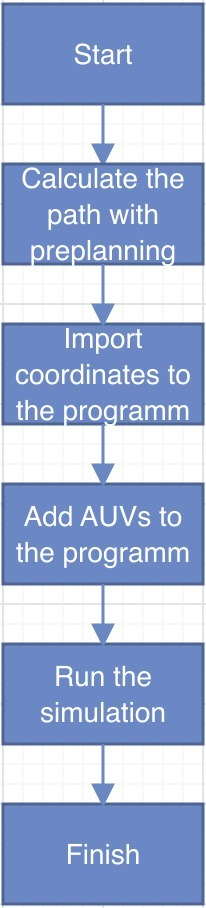 Start
Calculate the
path with
preplanning
Import
coordinates to
the programm
Add AUVs to
the programm
Run the
simulation
Finish